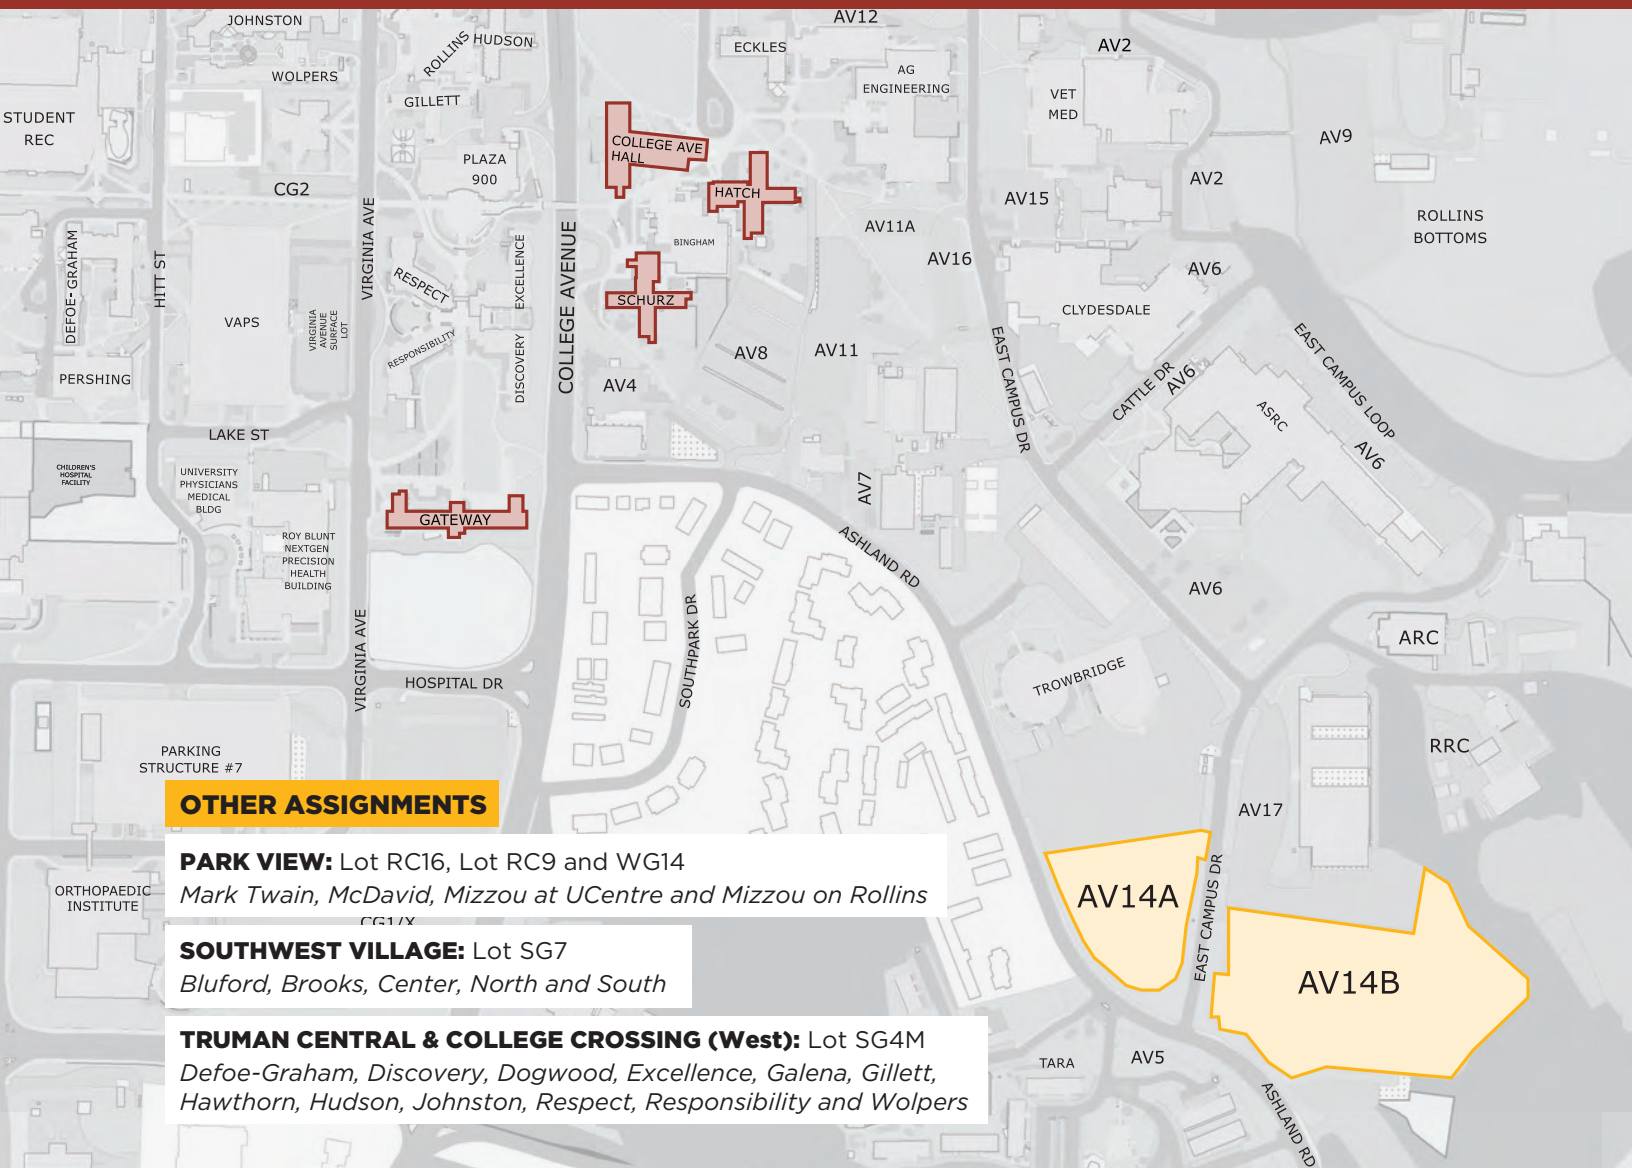 JOHNSTON
WOLPERS
ROLLINS
HUDSON
GILLETT
AV12
ECKLES
AG
ENGINEERING
AV2
VET
MED
AV9
STUDENT
REC
PLAZA
900
COLLEGE AVE
HALL
HATCH
CG2
AV15
AV2
ROLLINS
BOTTOMS
DEFOE-GRAHAM
HITT ST
VIRGINIA AVE
COLLEGE AVENUE
EXCELLENCE
BINGHAM
AV11A
AV16
AV6
RESPECT
SCHURZ
CLYDESDALE
VAPS
VIRGINIA
AVENUE
SURFACE
LOT
RESPONSIBILITY
DISCOVERY
AV8
AV11
EAST CAMPUS DR
EAST CAMPUS LOOP
PERSHING
AV4
CATTLE DR
AV6
ASRC
AV6
LAKE ST
CHILDREN'S
HOSPITAL
FACILITY
UNIVERSITY
PHYSICIANS
MEDICAL
BLDG
AV7
GATEWAY
ROY BLUNT
NEXTGEN
PRECISION
HEALTH
BUILDING
ASHLAND RD
AV6
SOUTHPARK DR
ARC
VIRGINIA AVE
HOSPITAL DR
TROWBRIDGE
PARKING
STRUCTURE #7
RRC
AV17
OTHER ASSIGNMENTS
PARK VIEW: Lot RC16, Lot RC9 and WG14
Mark Twain, McDavid, Mizzou at UCentre and Mizzou on Rollins
ORTHOPAEDIC
INSTITUTE
CG1/X
AV14A
EAST CAMPUS DR
AV14B
SOUTHWEST VILLAGE: Lot SG7
Bluford, Brooks, Center, North and South
TRUMAN CENTRAL & COLLEGE CROSSING (West): Lot SG4M
Defoe-Graham, Discovery, Dogwood, Excellence, Galena, Gillett,
Hawthorn, Hudson, Johnston, Respect, Responsibility and Wolpers
TARA
AV5
ASHLAND RD